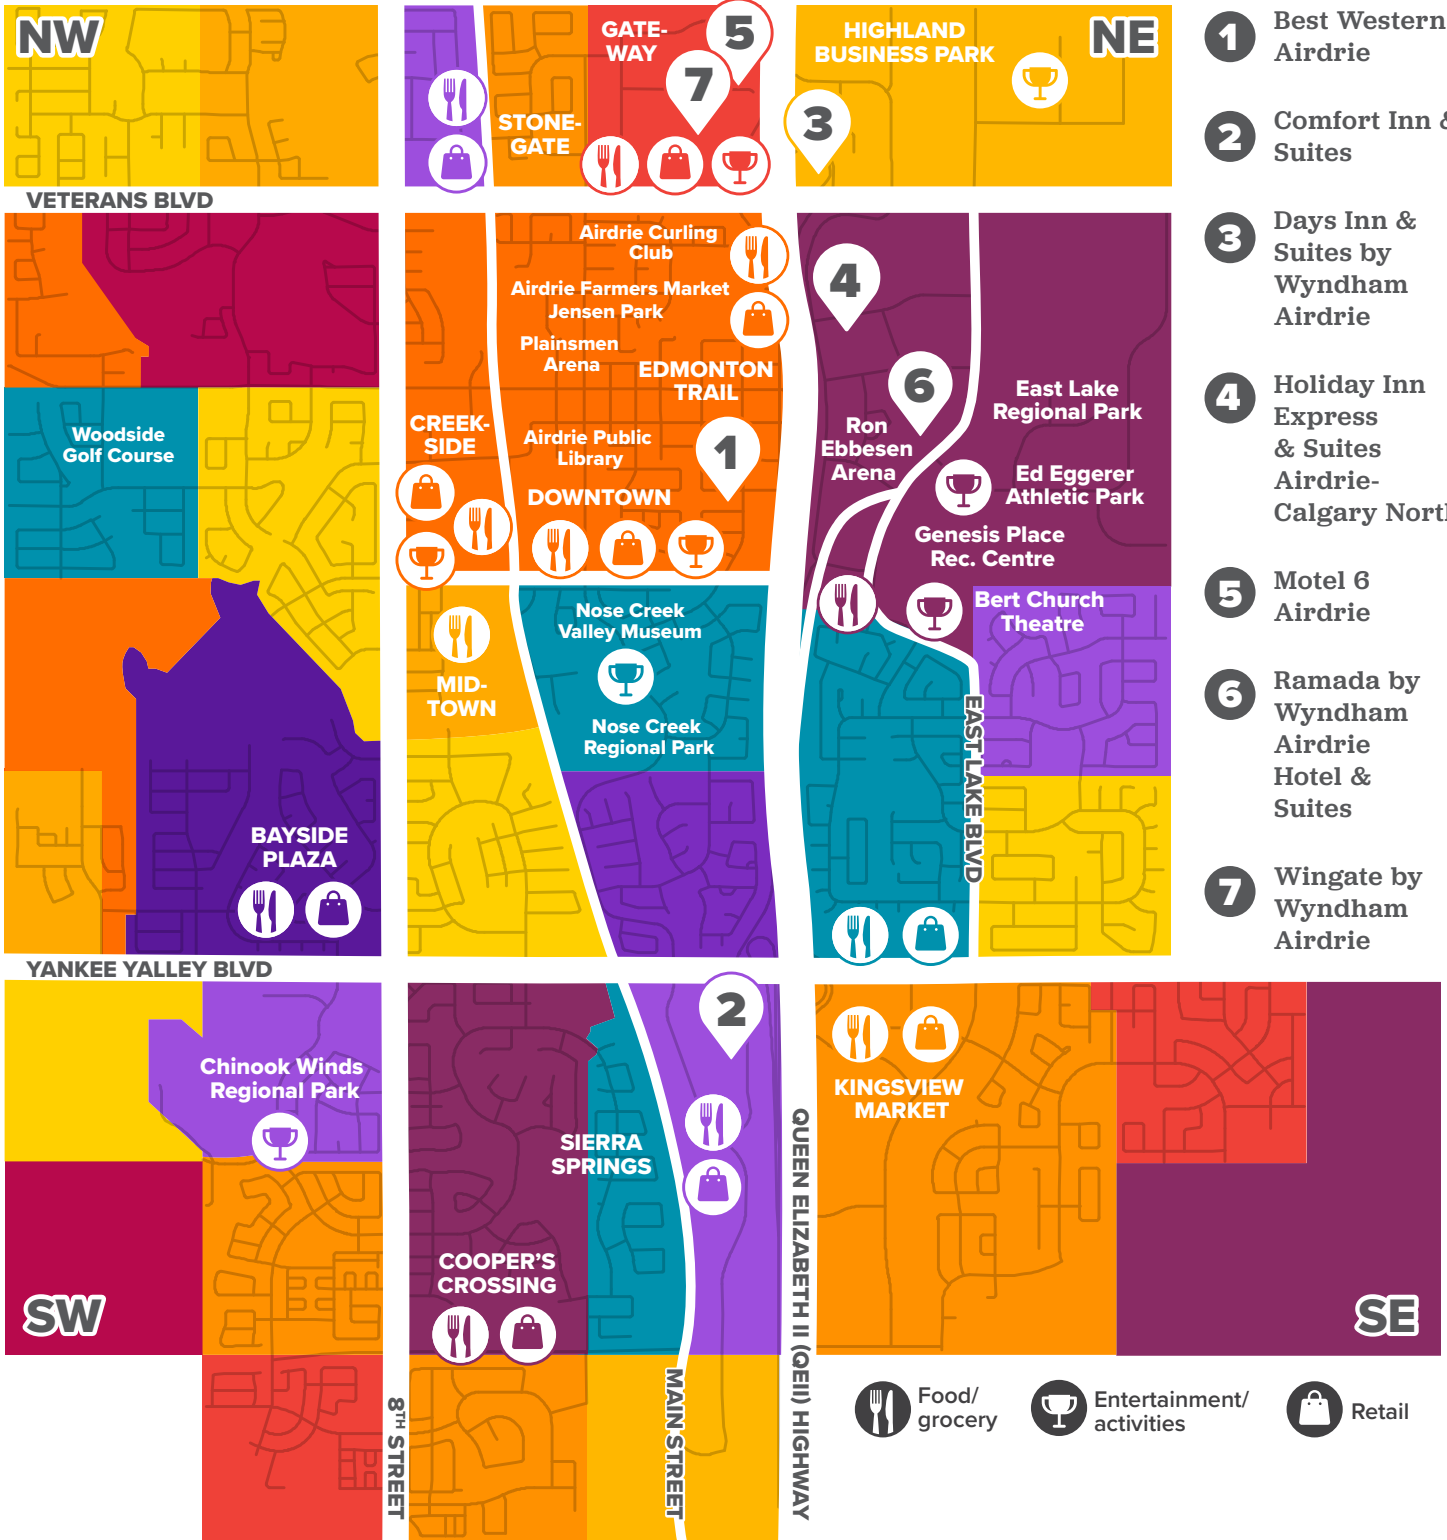 NW
GATE-
WAY
5
7
HIGHLAND
BUSINESS PARK
NE
STONE-
GATE
3
VETERANS BLVD
Airdrie Curling
Club
Airdrie Farmers Market
Jensen Park
Plainsmen
Arena
EDMONTON
TRAIL
4
6
East Lake
Regional Park
Woodside
Golf Course
CREEK-
SIDE
Airdrie Public
Library
1
Ron
Ebbesen
Arena
Ed Eggerer
Athletic Park
DOWNTOWN
Genesis Place
Rec. Centre
Nose Creek
Valley Museum
Bert Church
Theatre
MID-
TOWN
Nose Creek
Regional Park
EAST LAKE BLVD
BAYSIDE
PLAZA
YANKEE YALLEY BLVD
2
Chinook Winds
Regional Park
KINGSVIEW
MARKET
SIERRA
SPRINGS
QUEEN ELIZABETH II (QEII) HIGHWAY
COOPER'S
CROSSING
SW
SE
8TH STREET
MAIN STREET
1
Best Western
Airdrie
2
Comfort Inn &
Suites
3
Days Inn &
Suites by
Wyndham
Airdrie
4
Holiday Inn
Express
& Suites
Airdrie-
Calgary North
5
Motel 6
Airdrie
6
Ramada by
Wyndham
Airdrie
Hotel &
Suites
7
Wingate by
Wyndham
Airdrie
Food/
grocery
Entertainment/
activities
Retail